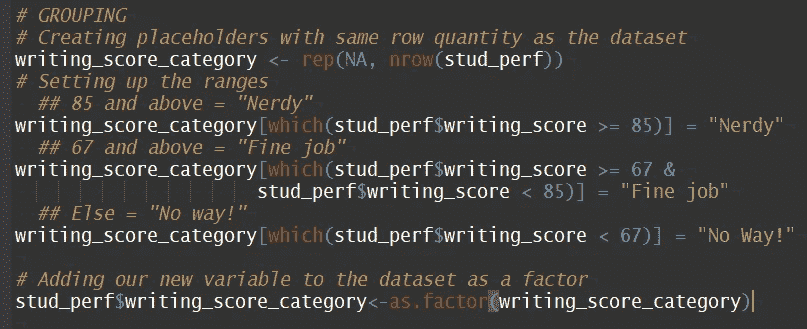 # GROUPING
# Creating placeholders with same row quantity as the dataset
writing_score_category <- rep(NA, nrow(stud_perf))
# Setting up the ranges
  ## 85 and above = "Nerdy"
writing_score_category[which(stud_perf$writing_score >= 85)] = "Nerdy"
  ## 67 and above = "Fine job"
writing_score_category[which(stud_perf$writing_score >= 67 &
                      stud_perf$writing_score < 85)] = "Fine job"
  ## Else = "No way!"
writing_score_category[which(stud_perf$writing_score < 67)] = "No Way!"
# Adding our new variable to the dataset as a factor
stud_perf$writing_score_category<-as.factor(writing_score_category)